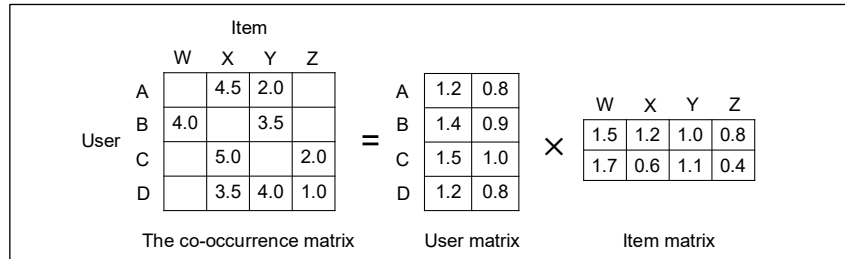 Item
W X Y Z
A 4.5 2.0
B 4.0 3.5
User
C 5.0 2.0
D 3.5 4.0 1.0
The co-occurrence matrix
=
A 1.2 0.8
B 1.4 0.9
C 1.5 1.0
D 1.2 0.8
User matrix
×
W X Y Z
1.5 1.2 1.0 0.8
1.7 0.6 1.1 0.4
Item matrix